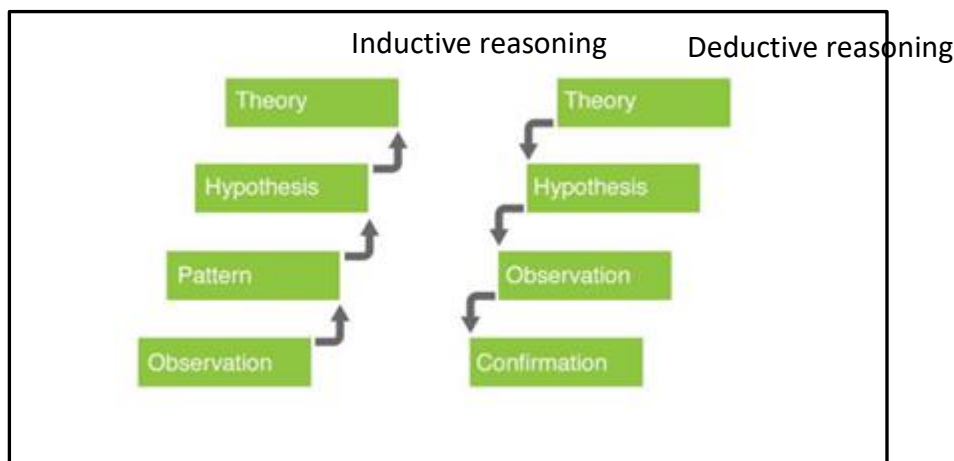 Inductive reasoning
Deductive reasoning
Theory
Hypothesis
Pattern
Observation
Theory
Hypothesis
Observation
Confirmation